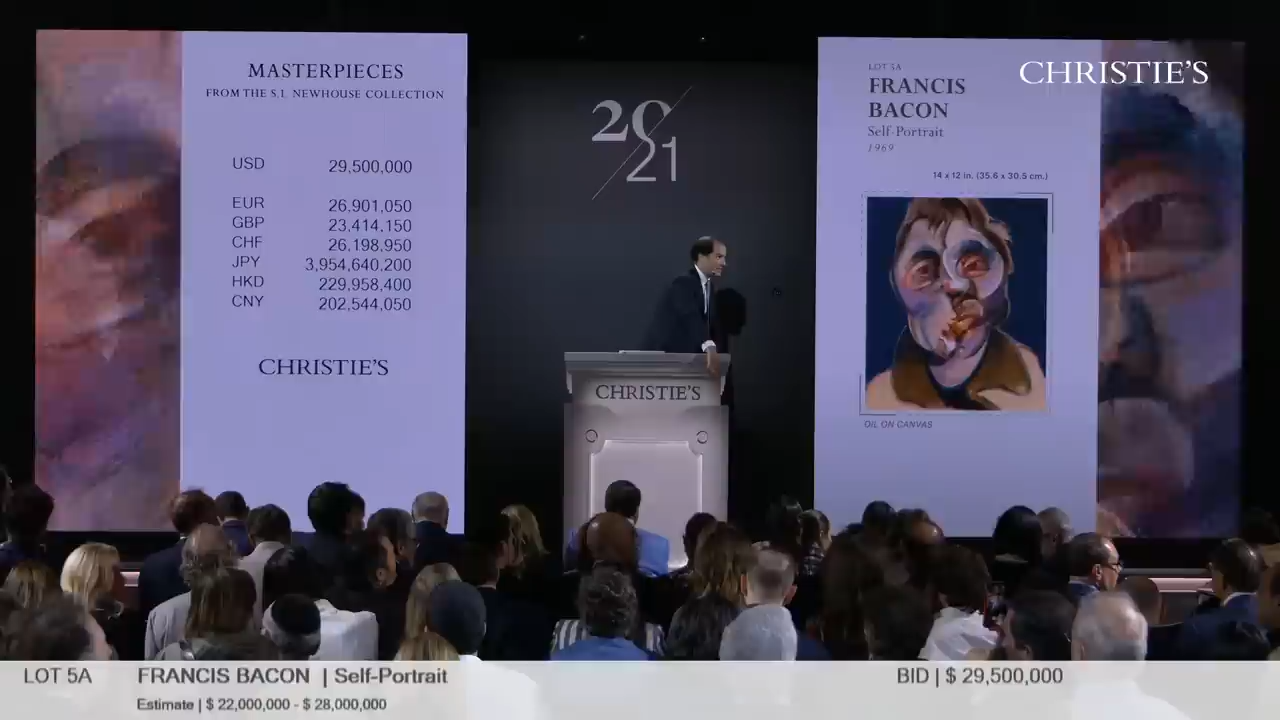 MASTERPIECES
FROM THE S.I. NEWHOUSE COLLECTION
USD 29,500,000
EUR 26,901,050
GBP 23,414,150
CHF 26,198,950
JPY 3,954,640,200
HKD 229,958,400
CNY 202,544,050
CHRISTIE'S
20
21
CHRISTIE'S
LOT 5A
FRANCIS
BACON
Self-Portrait
1969
14 x 12 in. (35.6 x 30.5 cm.)
OIL ON CANVAS
CHRISTIE'S
LOT 5A FRANCIS BACON | Self-Portrait BID | $ 29,500,000
Estimate | $ 22,000,000 - $ 28,000,000